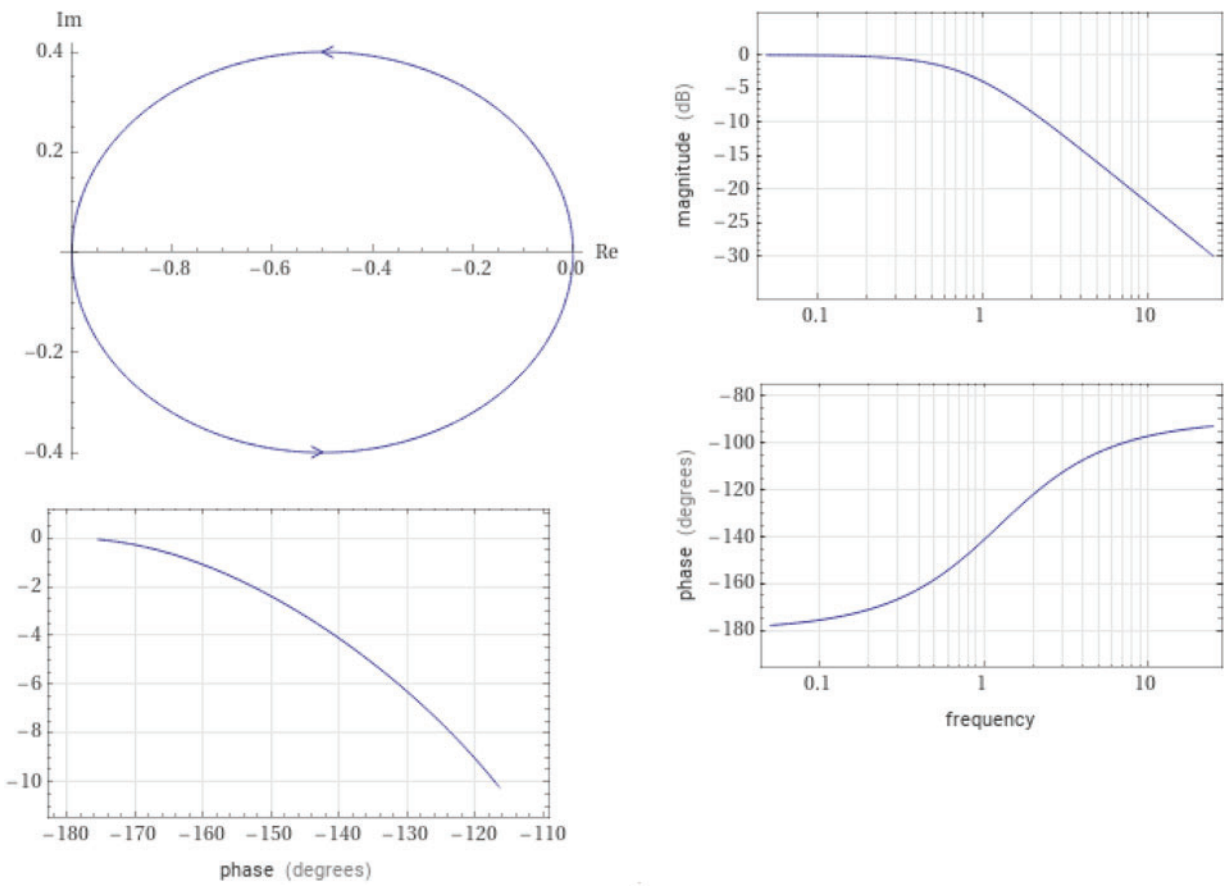 Im
0.4
0.2
−0.8 −0.6 −0.4 −0.2 0.0 Re
−0.2
−0.4
0
−2
−4
−6
−8
−10
−180 −170 −160 −150 −140 −130 −120 −110
phase (degrees)
magnitude (dB)
0
−5
−10
−15
−20
−25
−30
0.1 1 10
phase (degrees)
−80
−100
−120
−140
−160
−180
0.1 1 10
frequency